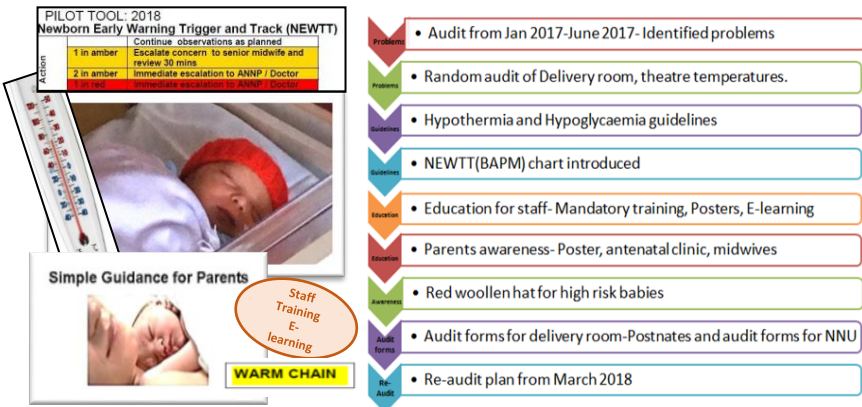 PILOT TOOL: 2018
Newborn Early Warning Trigger and Track (NEWTT)
Action
Continue observations as planned
1 in amber Escalate concern to senior midwife and
review 30 mins
2 in amber Immediate escalation to ANNP / Doctor
1 in red Immediate escalation to ANNP / Doctor
Simple Guidance for Parents
Staff
Training
E-
learning
WARM CHAIN
Problems • Audit from Jan 2017-June 2017- Identified problems
Problems • Random audit of Delivery room, theatre temperatures.
Guidelines • Hypothermia and Hypoglycaemia guidelines
Guidelines • NEWTT(BAPM) chart introduced
Education • Education for staff- Mandatory training, Posters, E-learning
Education • Parents awareness- Poster, antenatal clinic, midwives
Awareness • Red woollen hat for high risk babies
Audit
forms • Audit forms for delivery room-Postnates and audit forms for NNU
Re-
Audit • Re-audit plan from March 2018